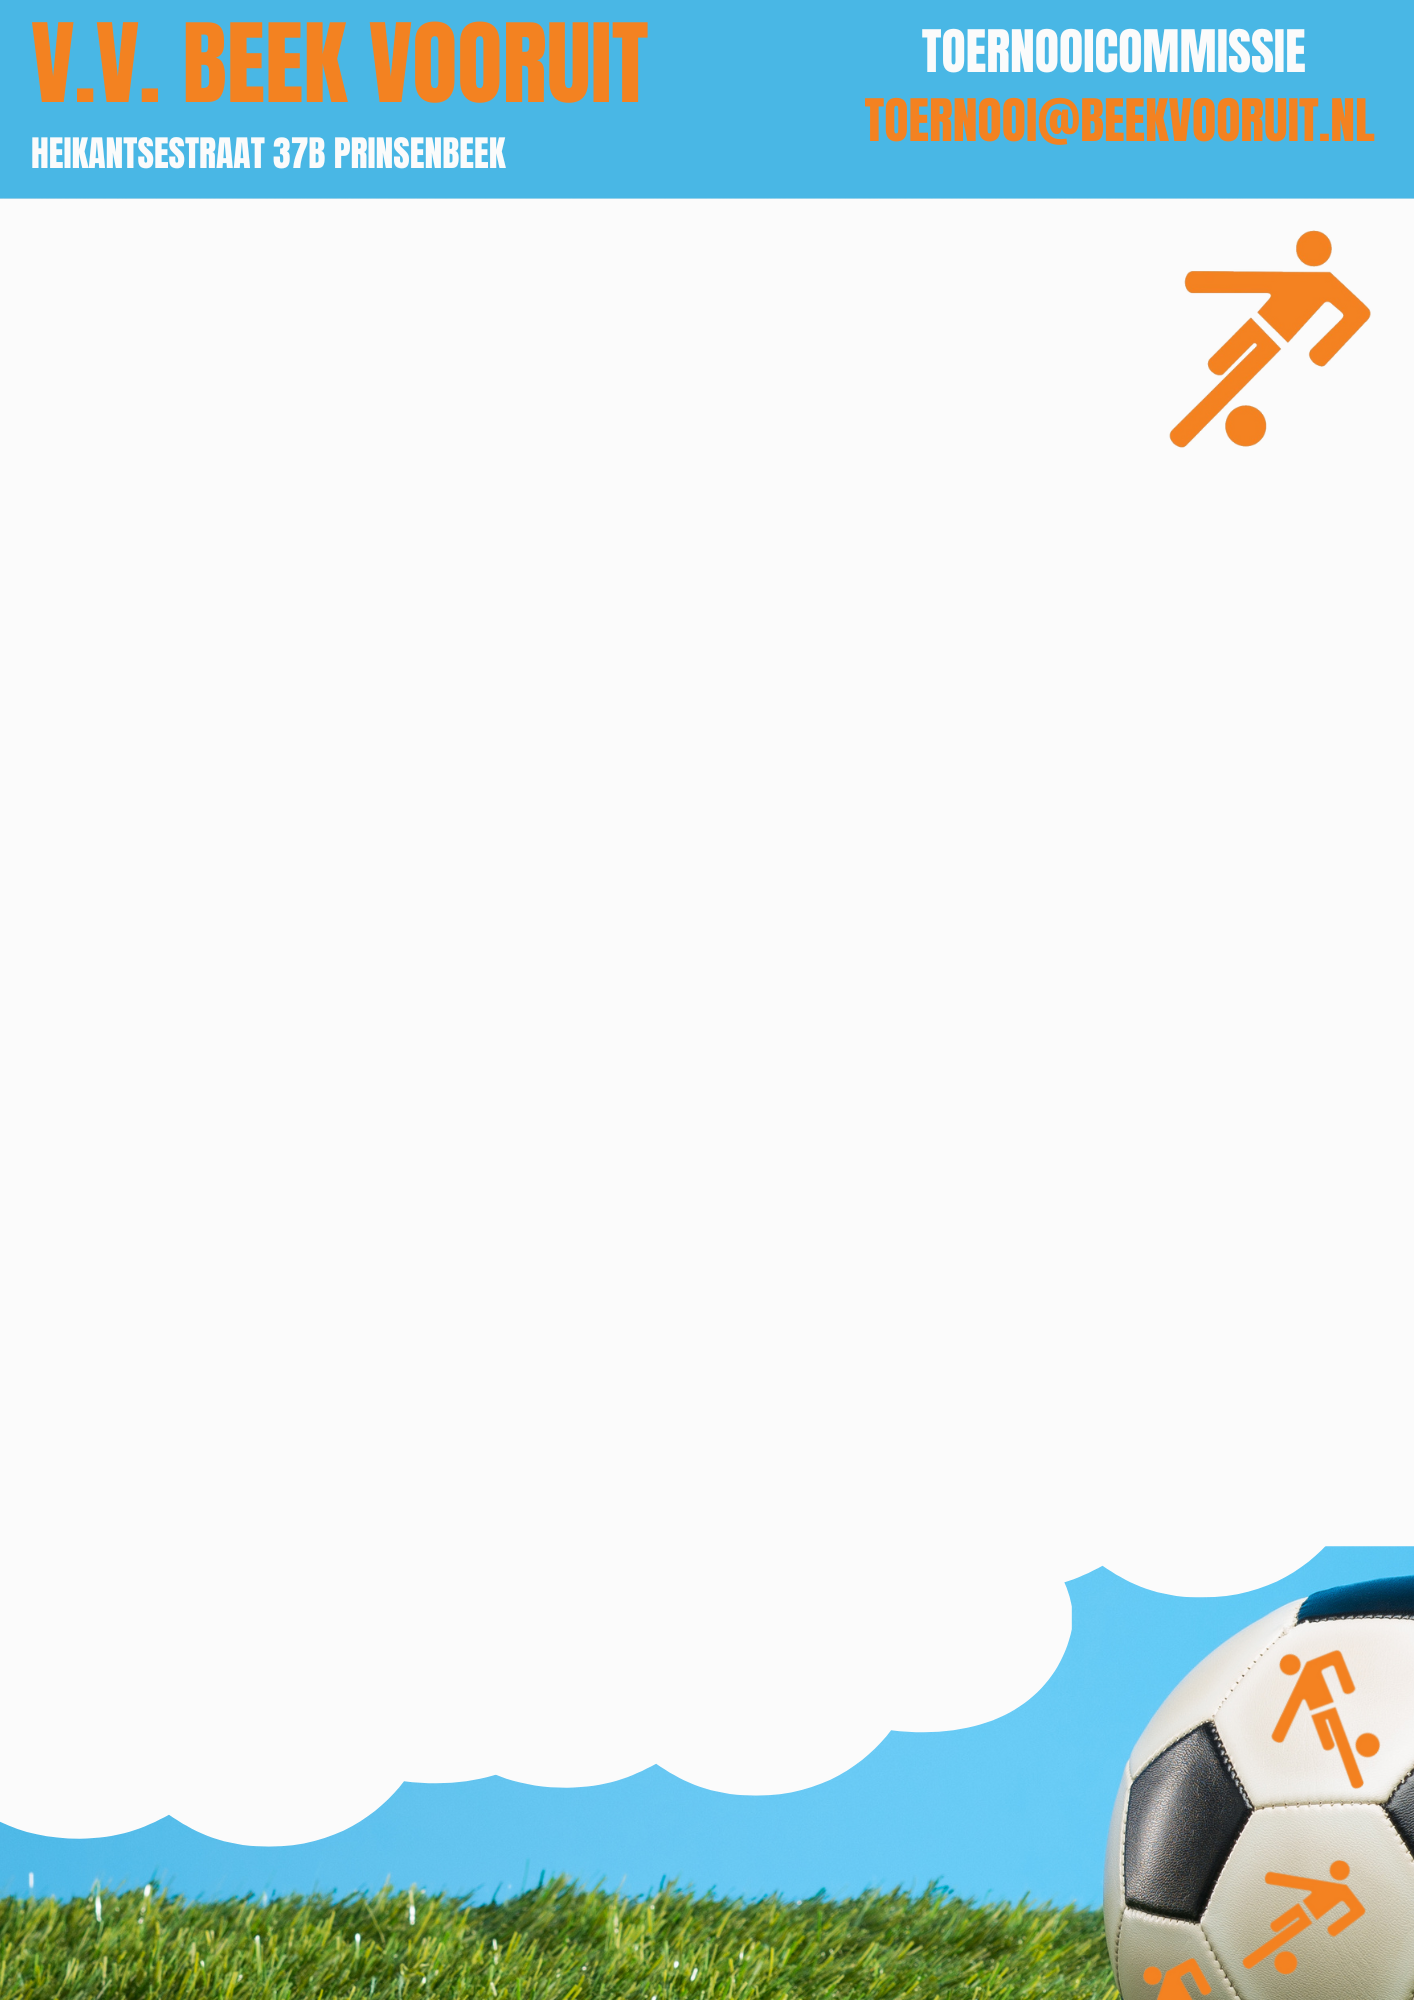 V.V. BEEK VOORUIT
HEIKANTSESTRAAT 37B PRINSENBEEK
TOERNOOICOMMISSIE
TOERNOOI@BEEKVOORUIT.NL